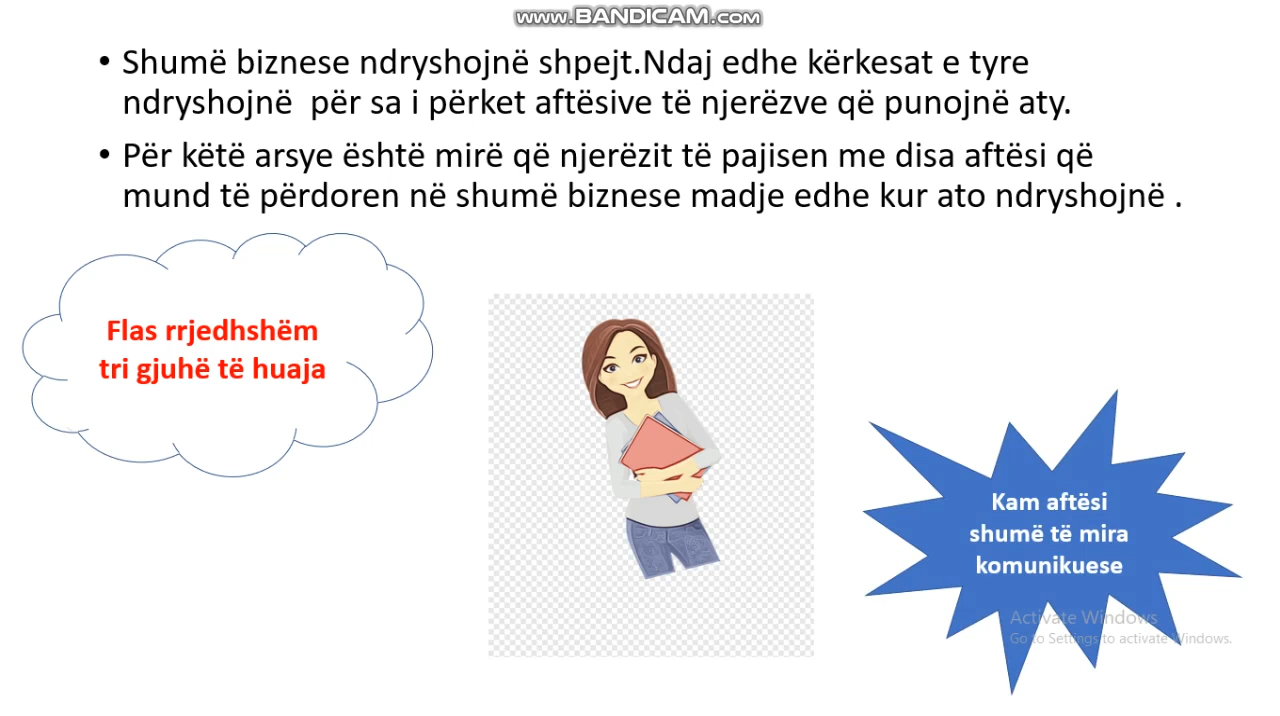 www.BANDICAM.com
• Shumë biznese ndryshojnë shpejt.Ndaj edhe kërkesat e tyre
ndryshojnë  për sa i përket aftësive të njerëzve që punojnë aty.
• Për këtë arsye është mirë që njerëzit të pajisen me disa aftësi që
mund të përdoren në shumë biznese madje edhe kur ato ndryshojnë .
Flas rrjedhshëm
tri gjuhë të huaja
Kam aftësi
shumë të mira
komunikuese
Activate Windows
Go to Settings to activate Windows.